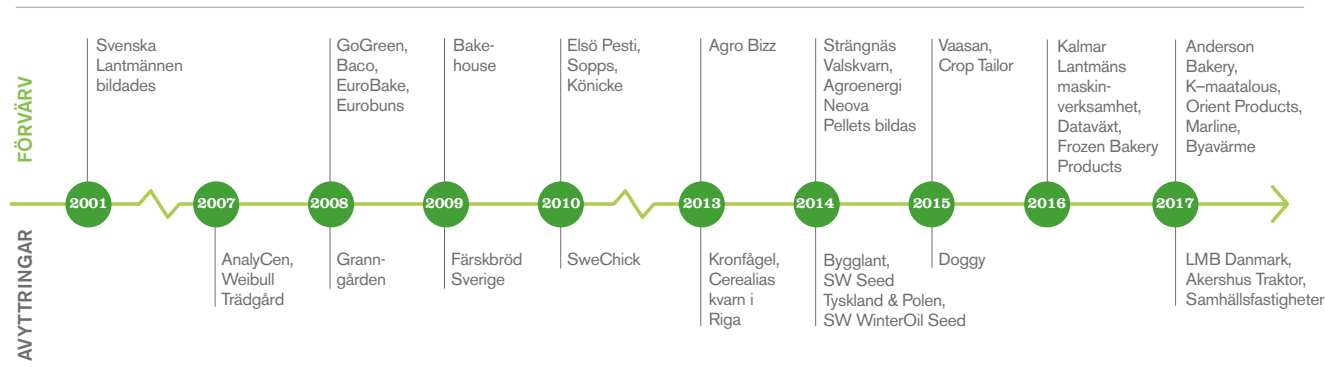 FÖRVÄRV
Svenska
Lantmännen
bildades
GoGreen,
Baco,
EuroBake,
Eurobuns
Bake-
house
Elsö Pesti,
Sopps,
Könicke
Agro Bizz
Strängnäs
Valskvarn,
Agroenergi
Neova
Pellets bildas
Vaasan,
Crop Tailor
Kalmar
Lantmäns
maskin-
verksamhet,
Dataväxt,
Frozen Bakery
Products
Anderson
Bakery,
K–maatalous,
Orient Products,
Marline,
Byavärme
2001
2007
2008
2009
2010
2013
2014
2015
2016
2017
AVYTTRINGAR
AnalyCen,
Weibull
Trädgård
Grann-
gården
Färskbröd
Sverige
SweChick
Kronfågel,
Cerealias
kvarn i
Riga
Bygglant,
SW Seed
Tyskland & Polen,
SW WinterOil Seed
Doggy
LMB Danmark,
Akershus Traktor,
Samhällsfastigheter